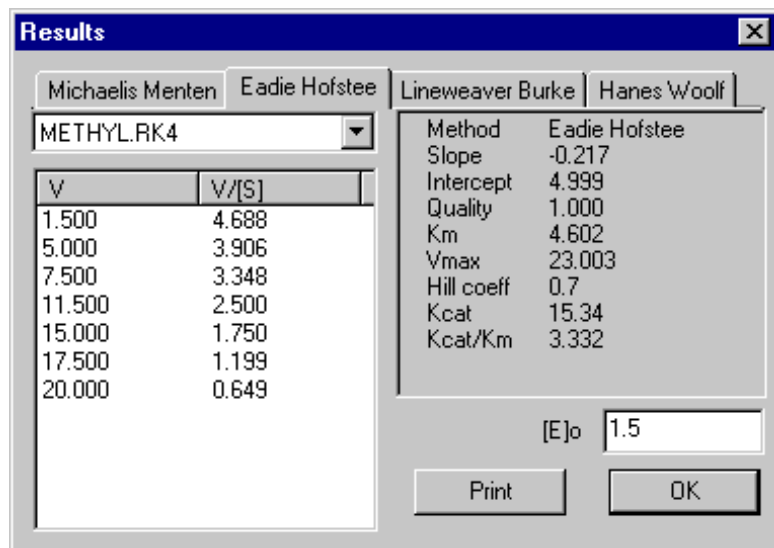 Results
Michaelis Menten Eadie Hofstee Lineweaver Burke Hanes Woolf
METHYL.RK4
V V/[S]
1.500 4.688
5.000 3.906
7.500 3.348
11.500 2.500
15.000 1.750
17.500 1.199
20.000 0.649
Method Eadie Hofstee
Slope -0.217
Intercept 4.999
Quality 1.000
Km 4.602
Vmax 23.003
Hill coeff 0.7
Kcat 15.34
Kcat/Km 3.332
[E]o 1.5
Print OK